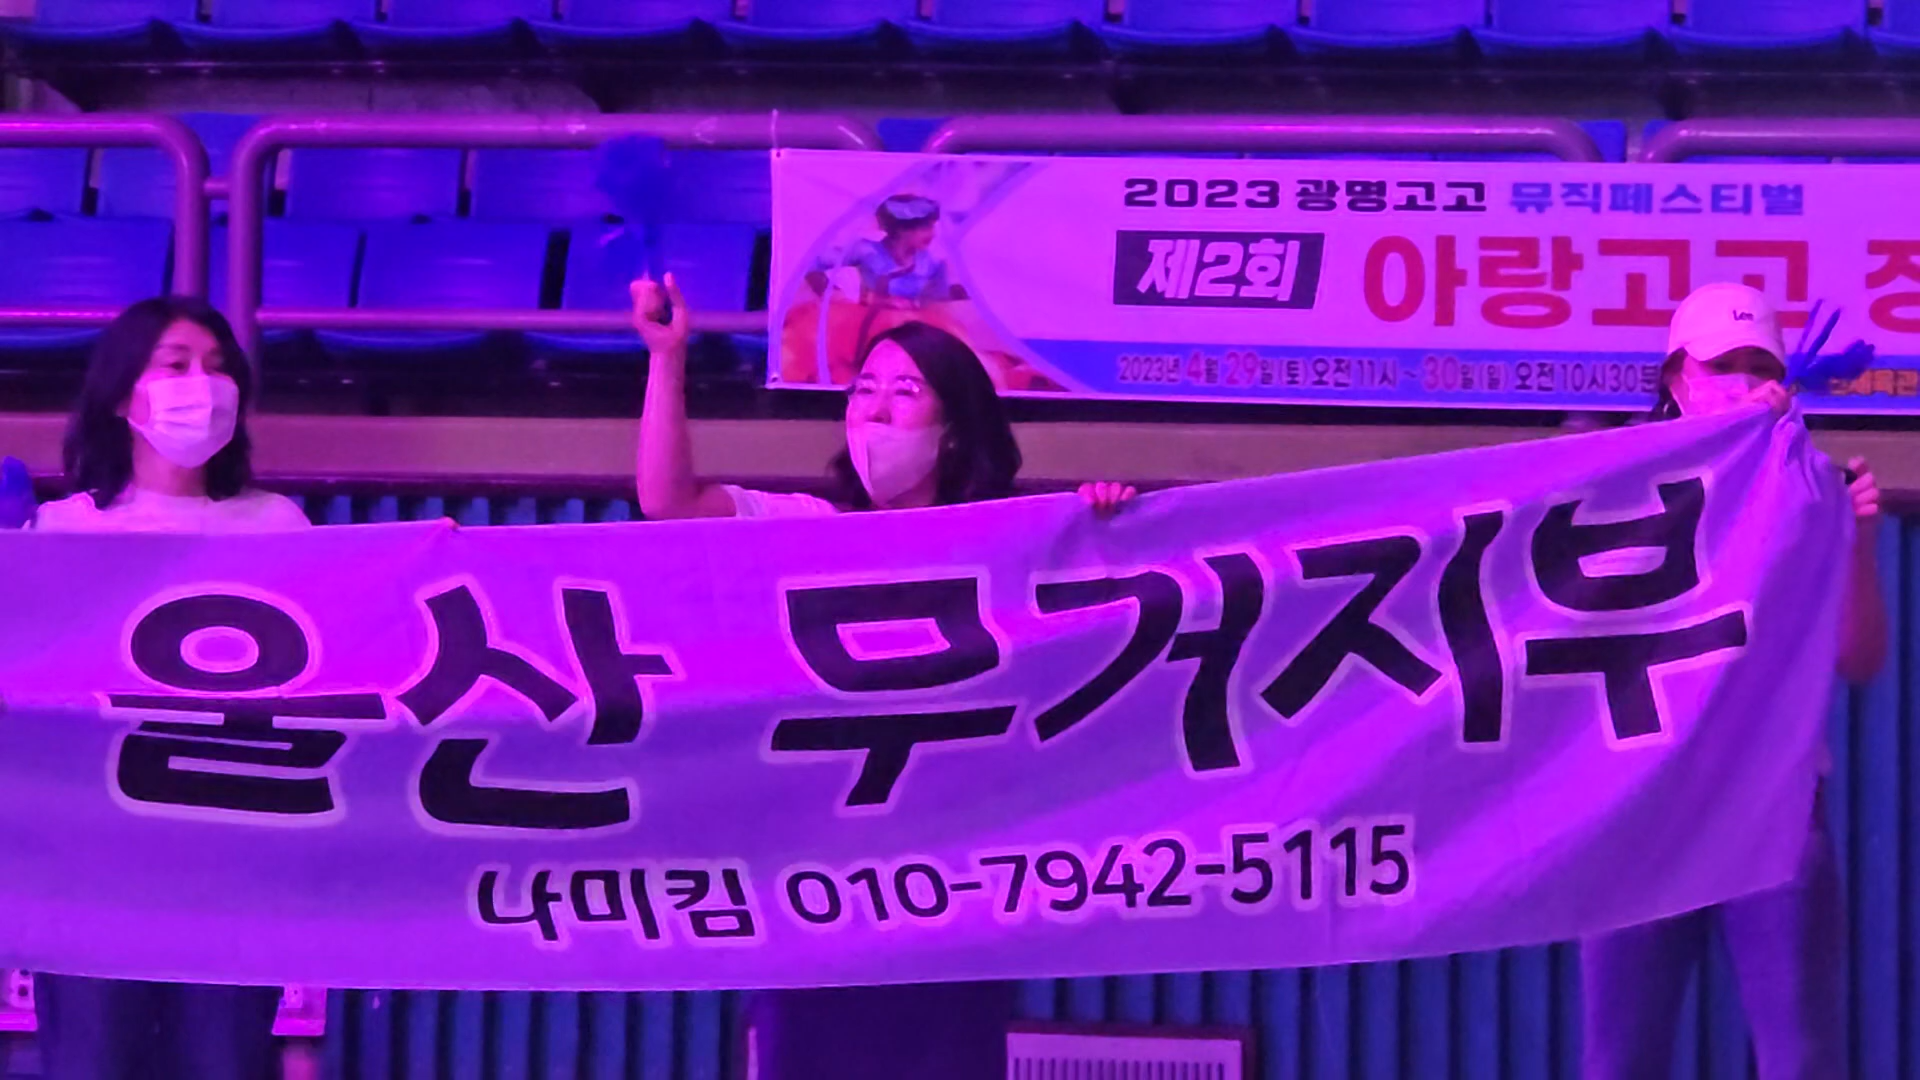 2023 광명고고 뮤직페스티벌
제2회 아랑고고
2023년 4월 29일(토) 오전 11시 ~ 30일(일) 오전 10시30분
Lee
울산 무거지부
나미킴 010-7942-5115